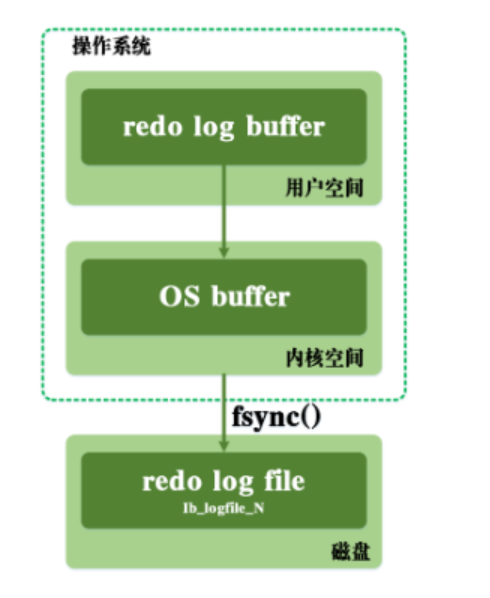 操作系统
redo log buffer
用户空间
OS buffer
内核空间
fsync()
redo log file
Ib_logfile_N
磁盘